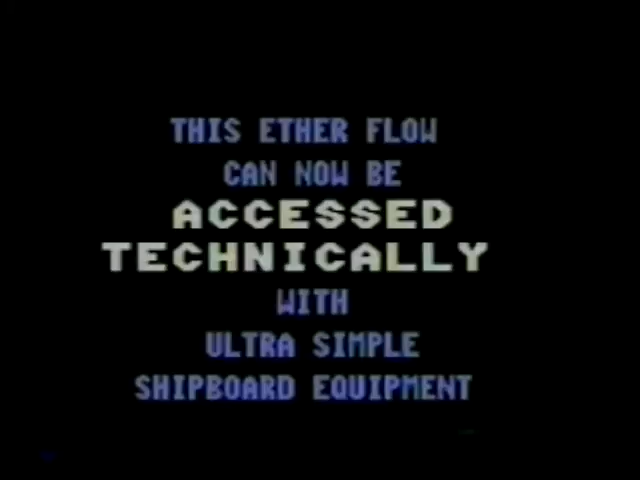 THIS ETHER FLOW
CAN NOW BE
ACCESSED
TECHNICALLY
WITH
ULTRA SIMPLE
SHIPBOARD EQUIPMENT